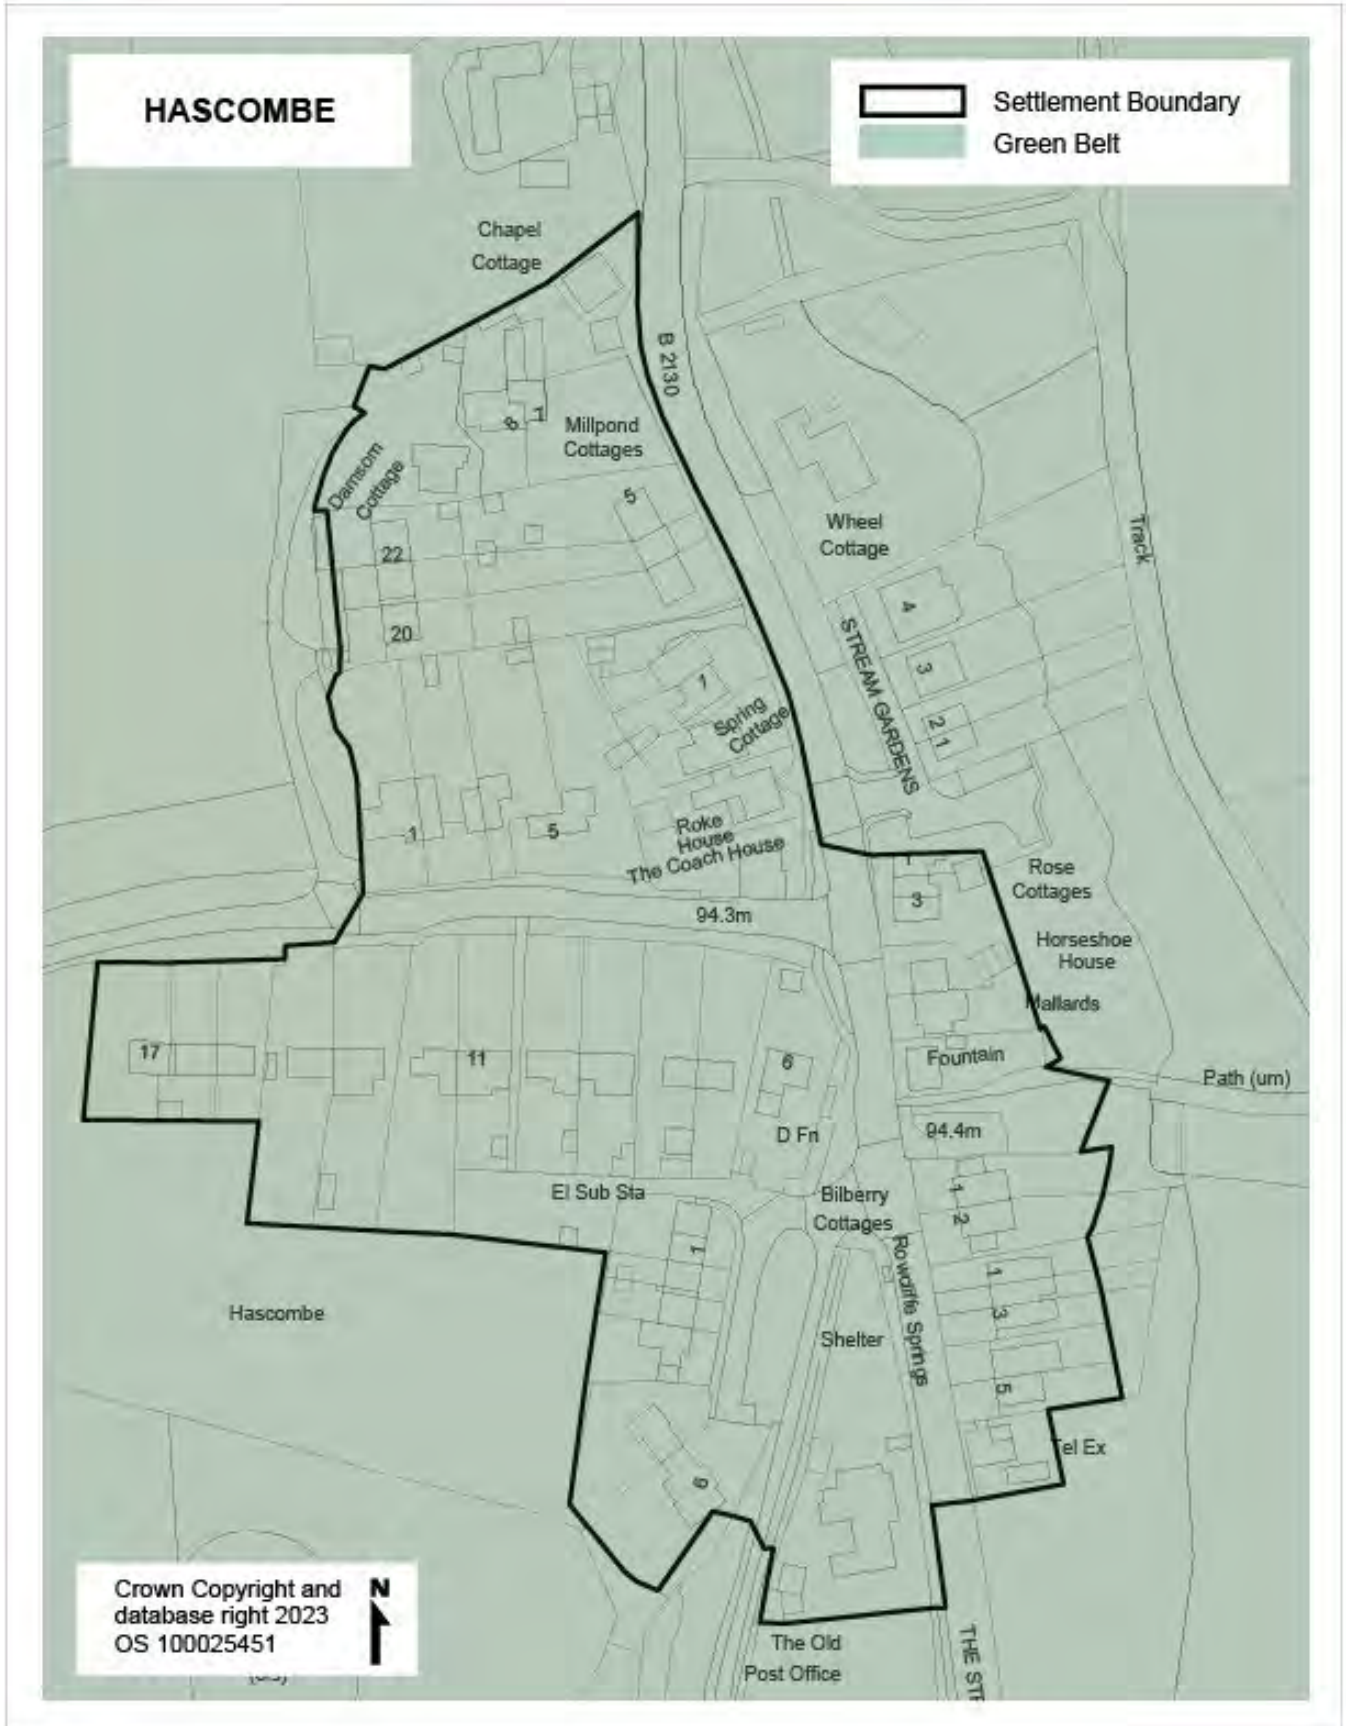 HASCOMBE
Settlement Boundary
Green Belt
Chapel
Cottage
B 2130
8
1
Millpond
Cottages
Damsom
Cottage
5
22
20
Wheel
Cottage
Track
4
3
2
1
STREAM GARDENS
1
Spring
Cottage
Roke
House
The Coach House
1
5
94.3m
1
3
Rose
Cottages
Horseshoe
House
Mallards
Fountain
Path (um)
17
11
6
D Fn
94.4m
El Sub Sta
Bilberry
Cottages
1
2
1
Rowcliffe Springs
1
3
Hascombe
Shelter
5
Tel Ex
6
Crown Copyright and
database right 2023
OS 100025451
N
The Old
Post Office
THE STR